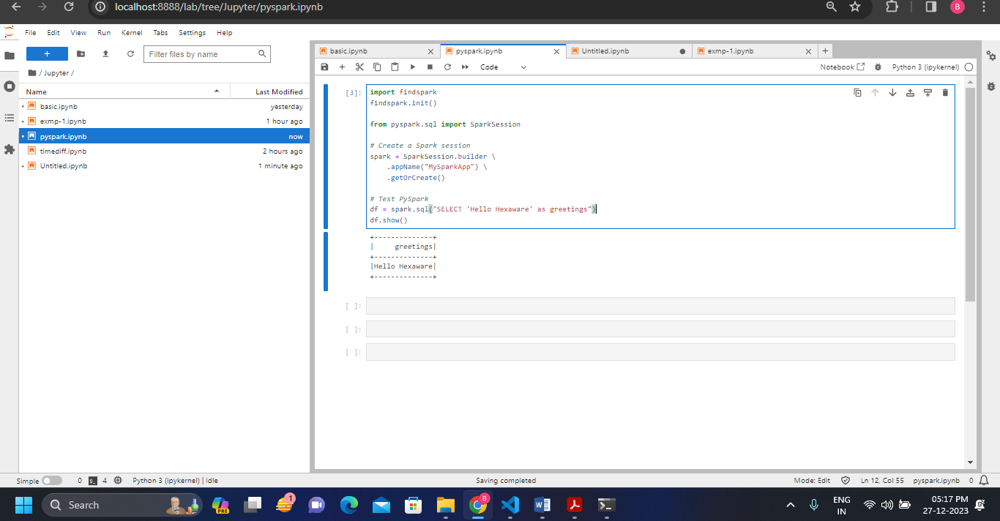 localhost:8888/lab/tree/Jupyter/pyspark.ipynb
B
File Edit View Run Kernel Tabs Settings Help
+
Filter files by name
/ Jupyter /
Name Last Modified
basic.ipynb yesterday
exmp-1.ipynb 1 hour ago
pyspark.ipynb now
timediff.ipynb 2 hours ago
Untitled.ipynb 1 minute ago
basic.ipynb
pyspark.ipynb
Untitled.ipynb
exmp-1.ipynb
Code
Notebook
Python 3 (ipykernel)
[3]: import findspark
findspark.init()
from pyspark.sql import SparkSession
# Create a Spark session
spark = SparkSession.builder \
    .appName("MySparkApp") \
    .getOrCreate()
# Test PySpark
df = spark.sql("SELECT 'Hello Hexaware' as greetings")
df.show()
+--------------+
|     greetings|
+--------------+
|Hello Hexaware|
+--------------+
[ ]:
[ ]:
[ ]:
Simple 0 4 Python 3 (ipykernel) | Idle Saving completed Mode: Edit Ln 12, Col 55 pyspark.ipynb 0
Search
PRE
1
B
ENG
IN
05:17 PM
27-12-2023